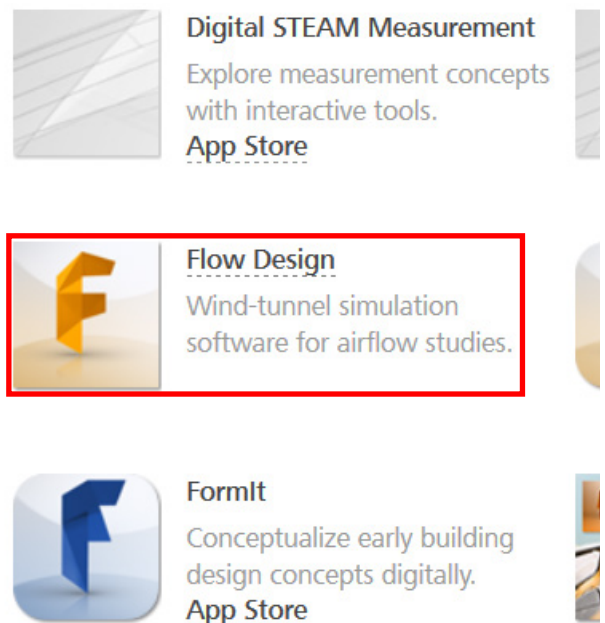 Digital STEAM Measurement
Explore measurement concepts
with interactive tools.
App Store
Flow Design
Wind-tunnel simulation
software for airflow studies.
FormIt
Conceptualize early building
design concepts digitally.
App Store